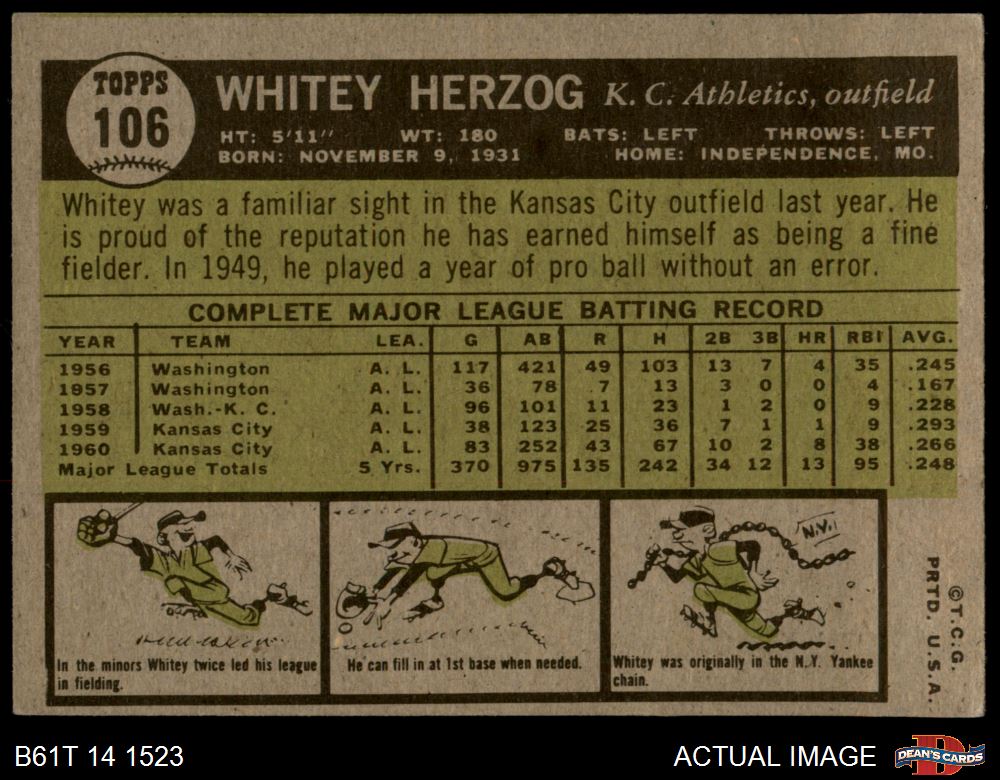 TOPPS
106
WHITEY HERZOG K. C. Athletics, outfield
HT: 5'11" WT: 180 BATS: LEFT THROWS: LEFT
BORN: NOVEMBER 9, 1931 HOME: INDEPENDENCE, MO.
Whitey was a familiar sight in the Kansas City outfield last year. He
is proud of the reputation he has earned himself as being a fine
fielder. In 1949, he played a year of pro ball without an error.
COMPLETE MAJOR LEAGUE BATTING RECORD
YEAR TEAM LEA. G AB R H 2B 3B HR RBI AVG.
1956 Washington A. L. 117 421 49 103 13 7 4 35 .245
1957 Washington A. L. 36 78 7 13 3 0 0 4 .167
1958 Wash.-K. C. A. L. 96 101 11 23 1 2 0 9 .228
1959 Kansas City A. L. 38 123 25 36 7 1 1 9 .293
1960 Kansas City A. L. 83 252 43 67 10 2 8 38 .266
Major League Totals 5 Yrs. 370 975 135 242 34 12 13 95 .248
N.Y.
In the minors Whitey twice led his league
in fielding.
He can fill in at 1st base when needed.
Whitey was originally in the N.Y. Yankee
chain.
©T.C.G.
PRTD. U.S.A.
B61T 14 1523
ACTUAL IMAGE
D
DEAN'S CARDS